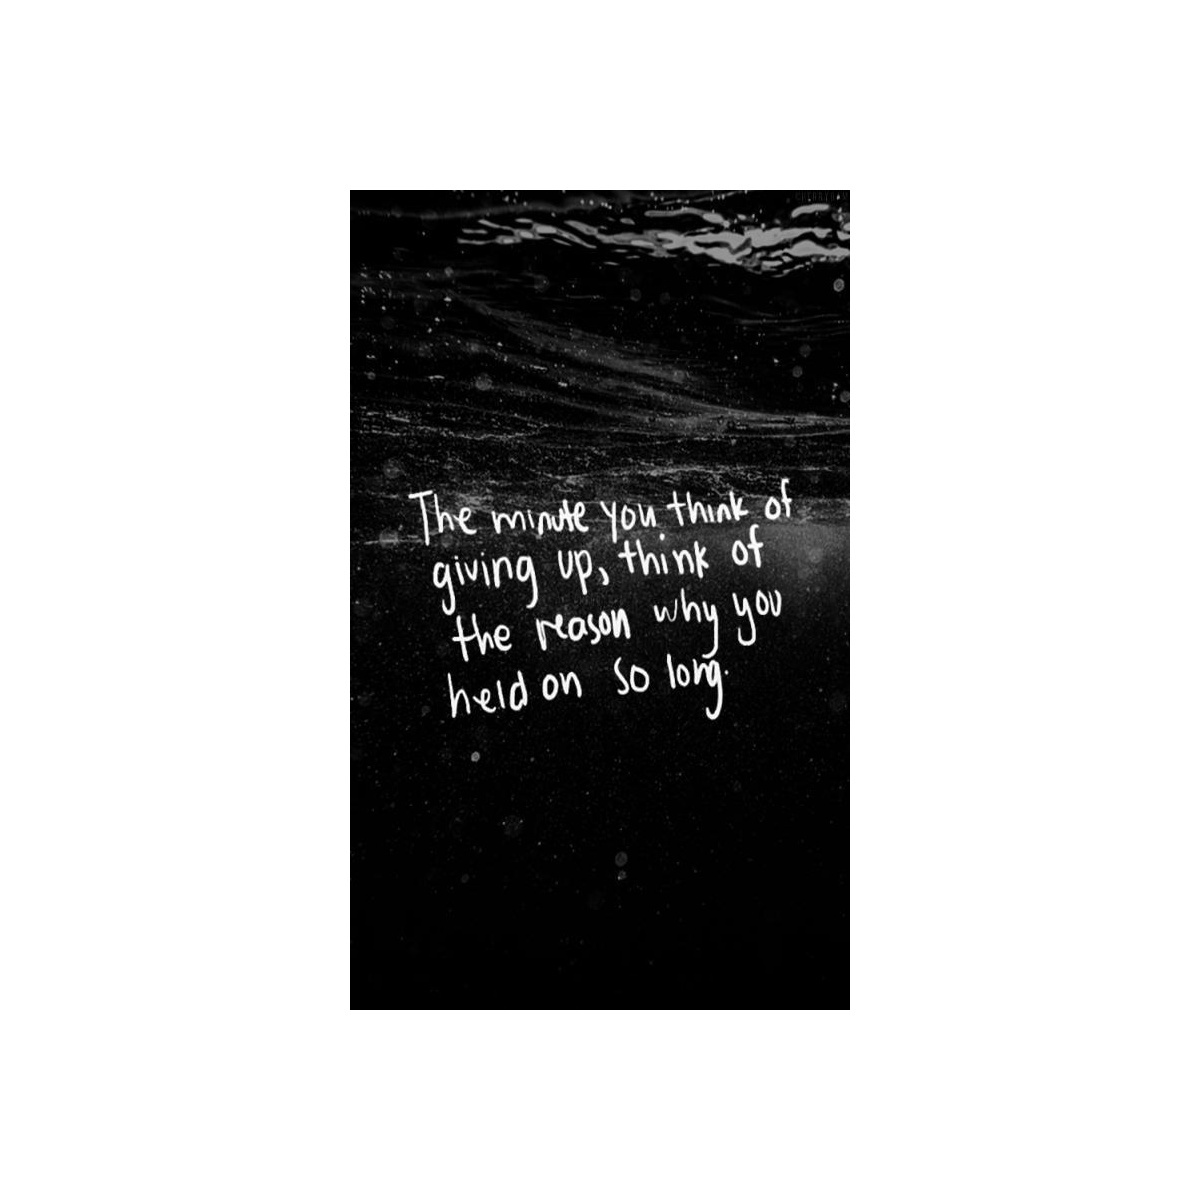 The minute you think of
giving up, think of
the reason why you
held on so long.